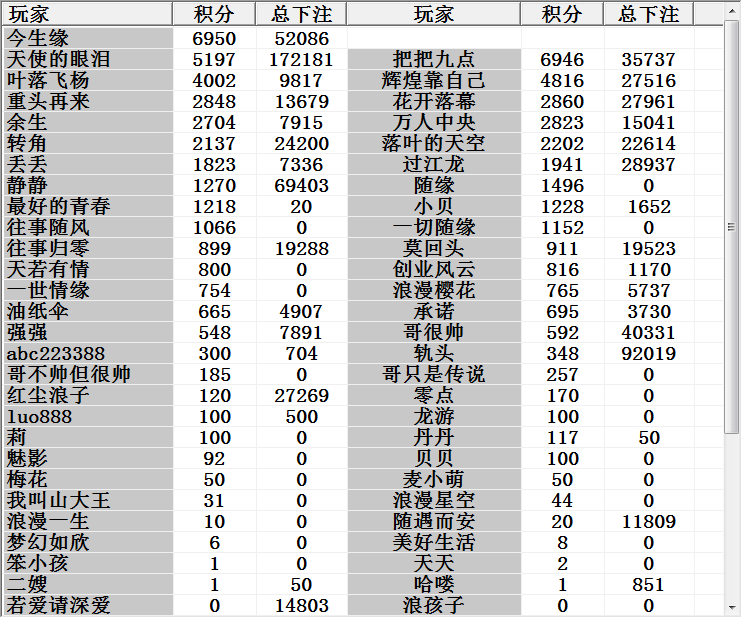 玩家 积分 总下注 玩家 积分 总下注
今生缘 6950 52086
天使的眼泪 5197 172181 把把九点 6946 35737
叶落飞杨 4002 9817 辉煌靠自己 4816 27516
重头再来 2848 13679 花开落幕 2860 27961
余生 2704 7915 万人中央 2823 15041
转角 2137 24200 落叶的天空 2202 22614
丢丢 1823 7336 过江龙 1941 28937
静静 1270 69403 随缘 1496 0
最好的青春 1218 20 小贝 1228 1652
往事随风 1066 0 一切随缘 1152 0
往事归零 899 19288 莫回头 911 19523
天若有情 800 0 创业风云 816 1170
一世情缘 754 0 浪漫樱花 765 5737
油纸伞 665 4907 承诺 695 3730
强强 548 7891 哥很帅 592 40331
abc223388 300 704 轨头 348 92019
哥不帅但很帅 185 0 哥只是传说 257 0
红尘浪子 120 27269 零点 170 0
luo888 100 500 龙游 100 0
莉 100 0 丹丹 117 50
魅影 92 0 贝贝 100 0
梅花 50 0 麦小萌 50 0
我叫山大王 31 0 浪漫星空 44 0
浪漫一生 10 0 随遇而安 20 11809
梦幻如欣 6 0 美好生活 8 0
笨小孩 1 0 天天 2 0
二嫂 1 50 哈喽 1 851
若爱请深爱 0 14803 浪孩子 0 0